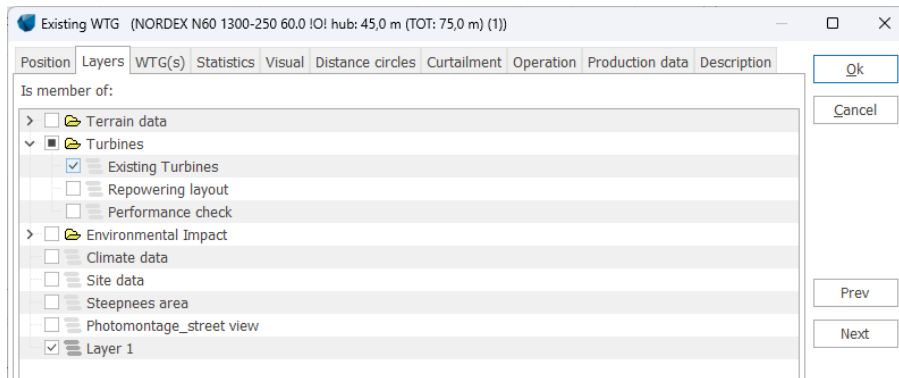 Existing WTG (NORDEX N60 1300-250 60.0 !O! hub: 45,0 m (TOT: 75,0 m) (1))
Position Layers WTG(s) Statistics Visual Distance circles Curtailment Operation Production data Description
Ok
Is member of:
Cancel
Terrain data
Turbines
Existing Turbines
Repowering layout
Performance check
Environmental Impact
Climate data
Site data
Steepnees area
Prev
Photomontage_street view
Next
Layer 1